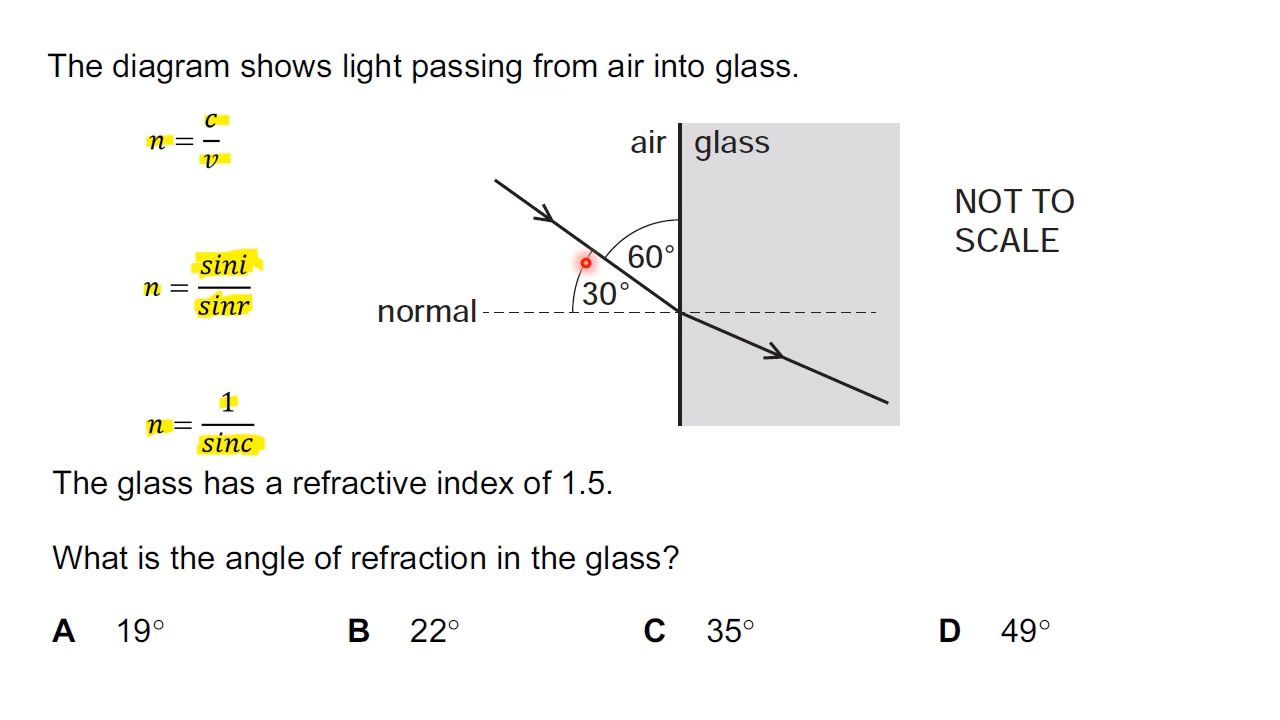 The diagram shows light passing from air into glass.
n = c/v
air glass
NOT TO
SCALE
60°
n = sini/sinr
30°
normal
n = 1/sinc
The glass has a refractive index of 1.5.
What is the angle of refraction in the glass?
A 19° B 22° C 35° D 49°